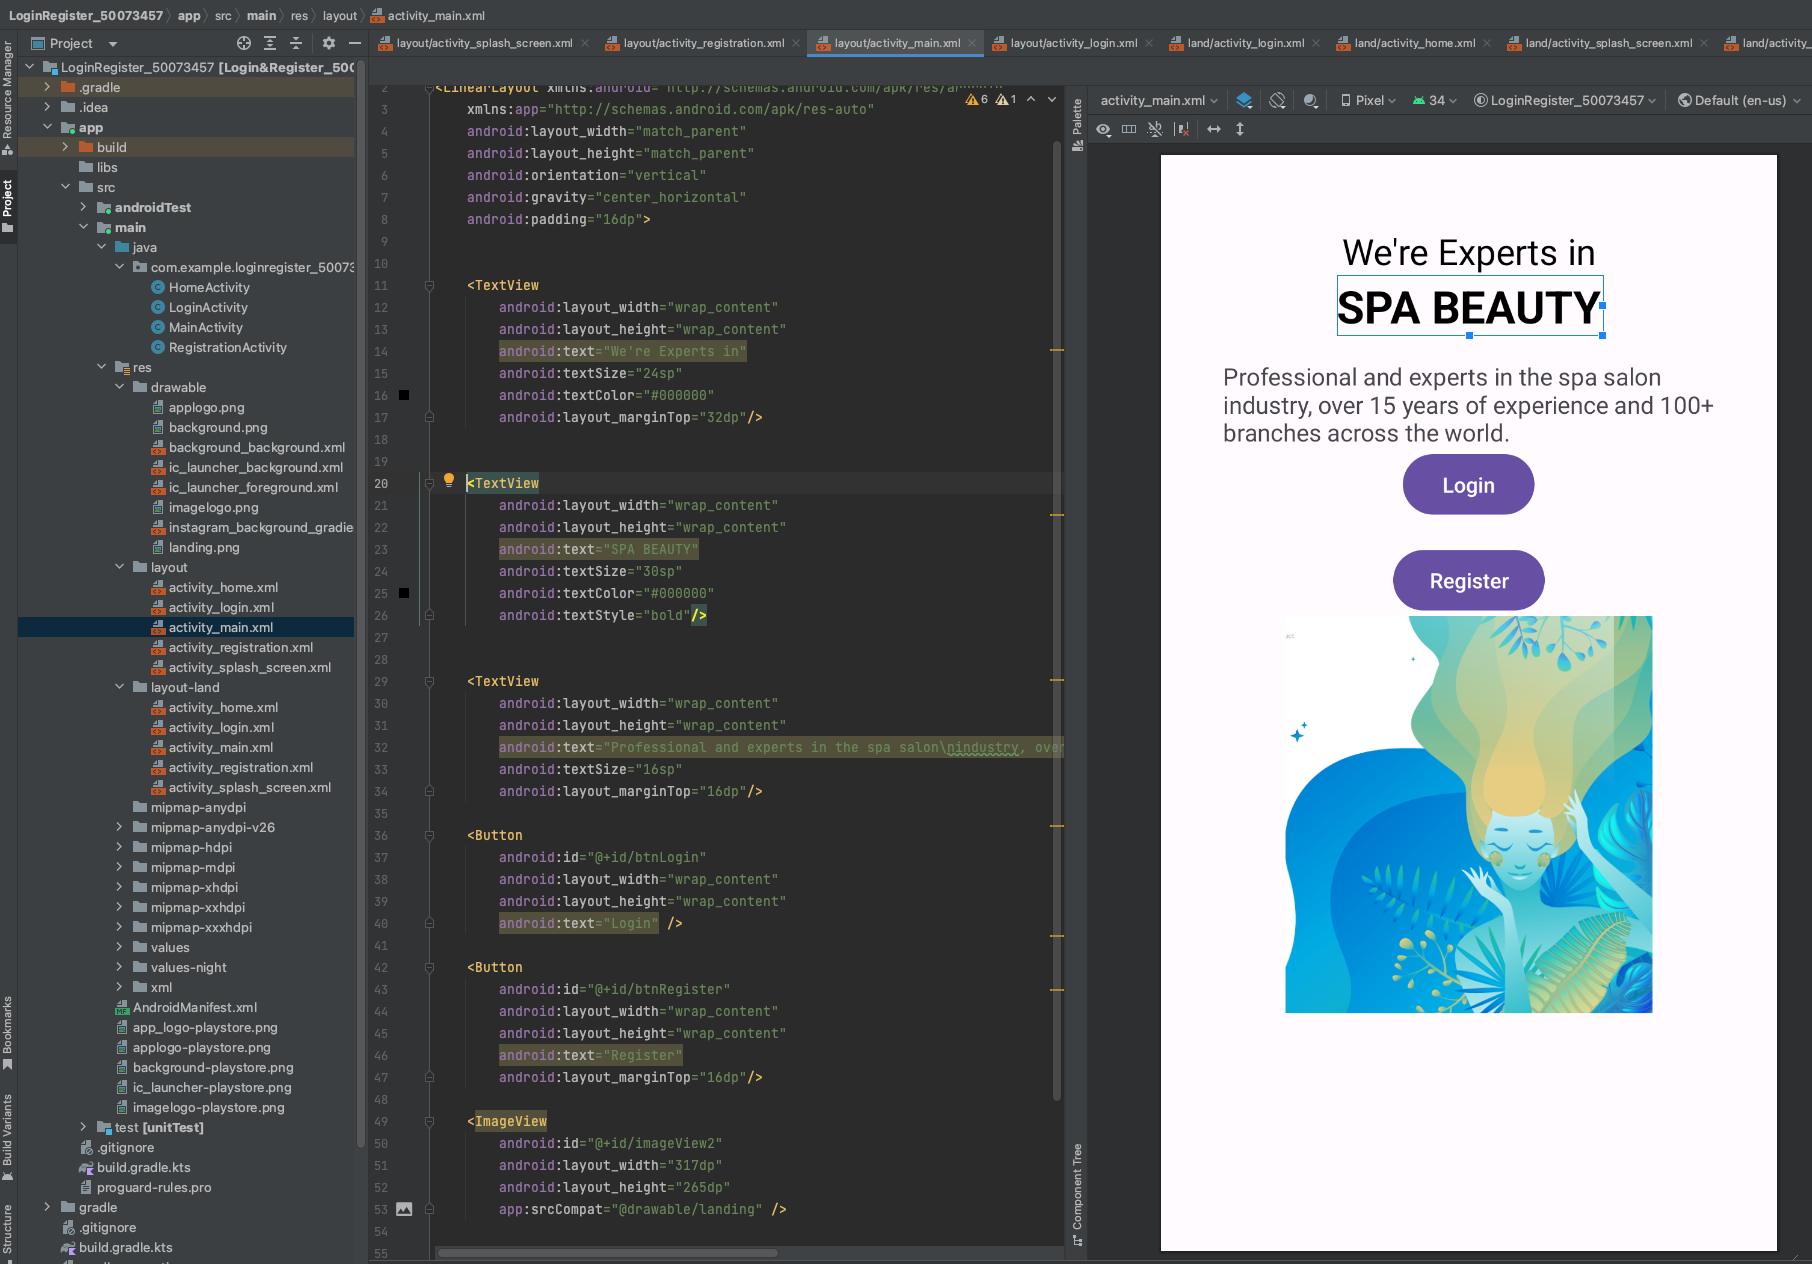 LoginRegister_50073457 〉 app 〉 src 〉 main 〉 res 〉 layout 〉 activity_main.xml
Project
layout/activity_splash_screen.xml
layout/activity_registration.xml
layout/activity_main.xml
layout/activity_login.xml
land/activity_login.xml
land/activity_home.xml
land/activity_splash_screen.xml
land/activity_
Resource Manager
Project
Bookmarks
Build Variants
Structure
LoginRegister_50073457 [Login&Register_500
.gradle
.idea
app
build
libs
src
androidTest
main
java
com.example.loginregister_50073
HomeActivity
LoginActivity
MainActivity
RegistrationActivity
res
drawable
applogo.png
background.png
background_background.xml
ic_launcher_background.xml
ic_launcher_foreground.xml
imagelogo.png
instagram_background_gradie
landing.png
layout
activity_home.xml
activity_login.xml
activity_main.xml
activity_registration.xml
activity_splash_screen.xml
layout-land
activity_home.xml
activity_login.xml
activity_main.xml
activity_registration.xml
activity_splash_screen.xml
mipmap-anydpi
mipmap-anydpi-v26
mipmap-hdpi
mipmap-mdpi
mipmap-xhdpi
mipmap-xxhdpi
mipmap-xxxhdpi
values
values-night
xml
AndroidManifest.xml
app_logo-playstore.png
applogo-playstore.png
background-playstore.png
ic_launcher-playstore.png
imagelogo-playstore.png
test [unitTest]
.gitignore
build.gradle.kts
proguard-rules.pro
gradle
.gitignore
build.gradle.kts
6 1
2 <LinearLayout xmlns:android="http://schemas.android.com/apk/res/android"
3 xmlns:app="http://schemas.android.com/apk/res-auto"
4 android:layout_width="match_parent"
5 android:layout_height="match_parent"
6 android:orientation="vertical"
7 android:gravity="center_horizontal"
8 android:padding="16dp">
9
10
11 <TextView
12 android:layout_width="wrap_content"
13 android:layout_height="wrap_content"
14 android:text="We're Experts in"
15 android:textSize="24sp"
16 android:textColor="#000000"
17 android:layout_marginTop="32dp"/>
18
19
20 <TextView
21 android:layout_width="wrap_content"
22 android:layout_height="wrap_content"
23 android:text="SPA BEAUTY"
24 android:textSize="30sp"
25 android:textColor="#000000"
26 android:textStyle="bold"/>
27
28
29 <TextView
30 android:layout_width="wrap_content"
31 android:layout_height="wrap_content"
32 android:text="Professional and experts in the spa salon\nindustry, over
33 android:textSize="16sp"
34 android:layout_marginTop="16dp"/>
35
36 <Button
37 android:id="@+id/btnLogin"
38 android:layout_width="wrap_content"
39 android:layout_height="wrap_content"
40 android:text="Login" />
41
42 <Button
43 android:id="@+id/btnRegister"
44 android:layout_width="wrap_content"
45 android:layout_height="wrap_content"
46 android:text="Register"
47 android:layout_marginTop="16dp"/>
48
49 <ImageView
50 android:id="@+id/imageView2"
51 android:layout_width="317dp"
52 android:layout_height="265dp"
53 app:srcCompat="@drawable/landing" />
54
55
Palette
Component Tree
activity_main.xml
Pixel
34
LoginRegister_50073457
Default (en-us)
We're Experts in
SPA BEAUTY
Professional and experts in the spa salon
industry, over 15 years of experience and 100+
branches across the world.
Login
Register